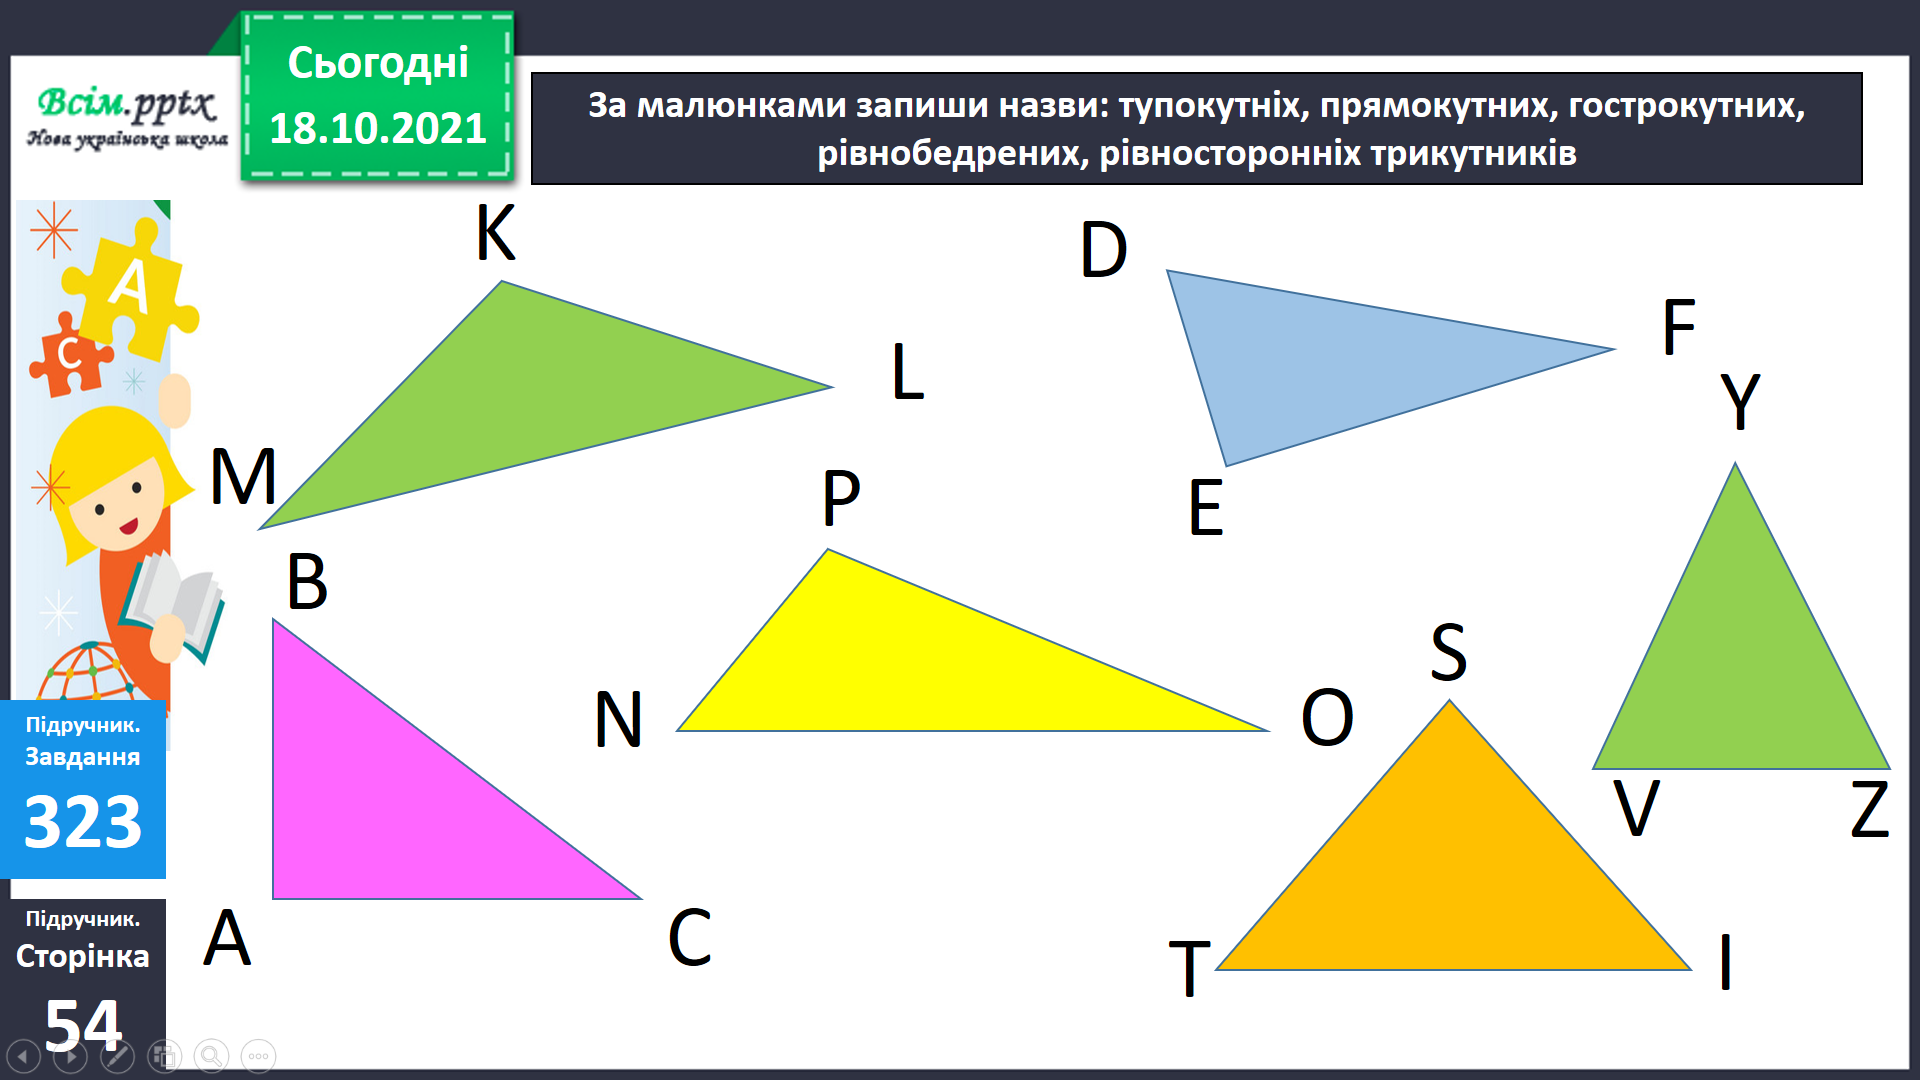 Всім.pptx
Нова українська школа
Сьогодні
18.10.2021
За малюнками запиши назви: тупокутніх, прямокутних, гострокутних,
рівнобедрених, рівносторонніх трикутників
A
C
K
L
M
D
F
E
Y
V
Z
B
A
C
P
N
O
S
T
I
Підручник.
Завдання
323
Підручник.
Сторінка
54